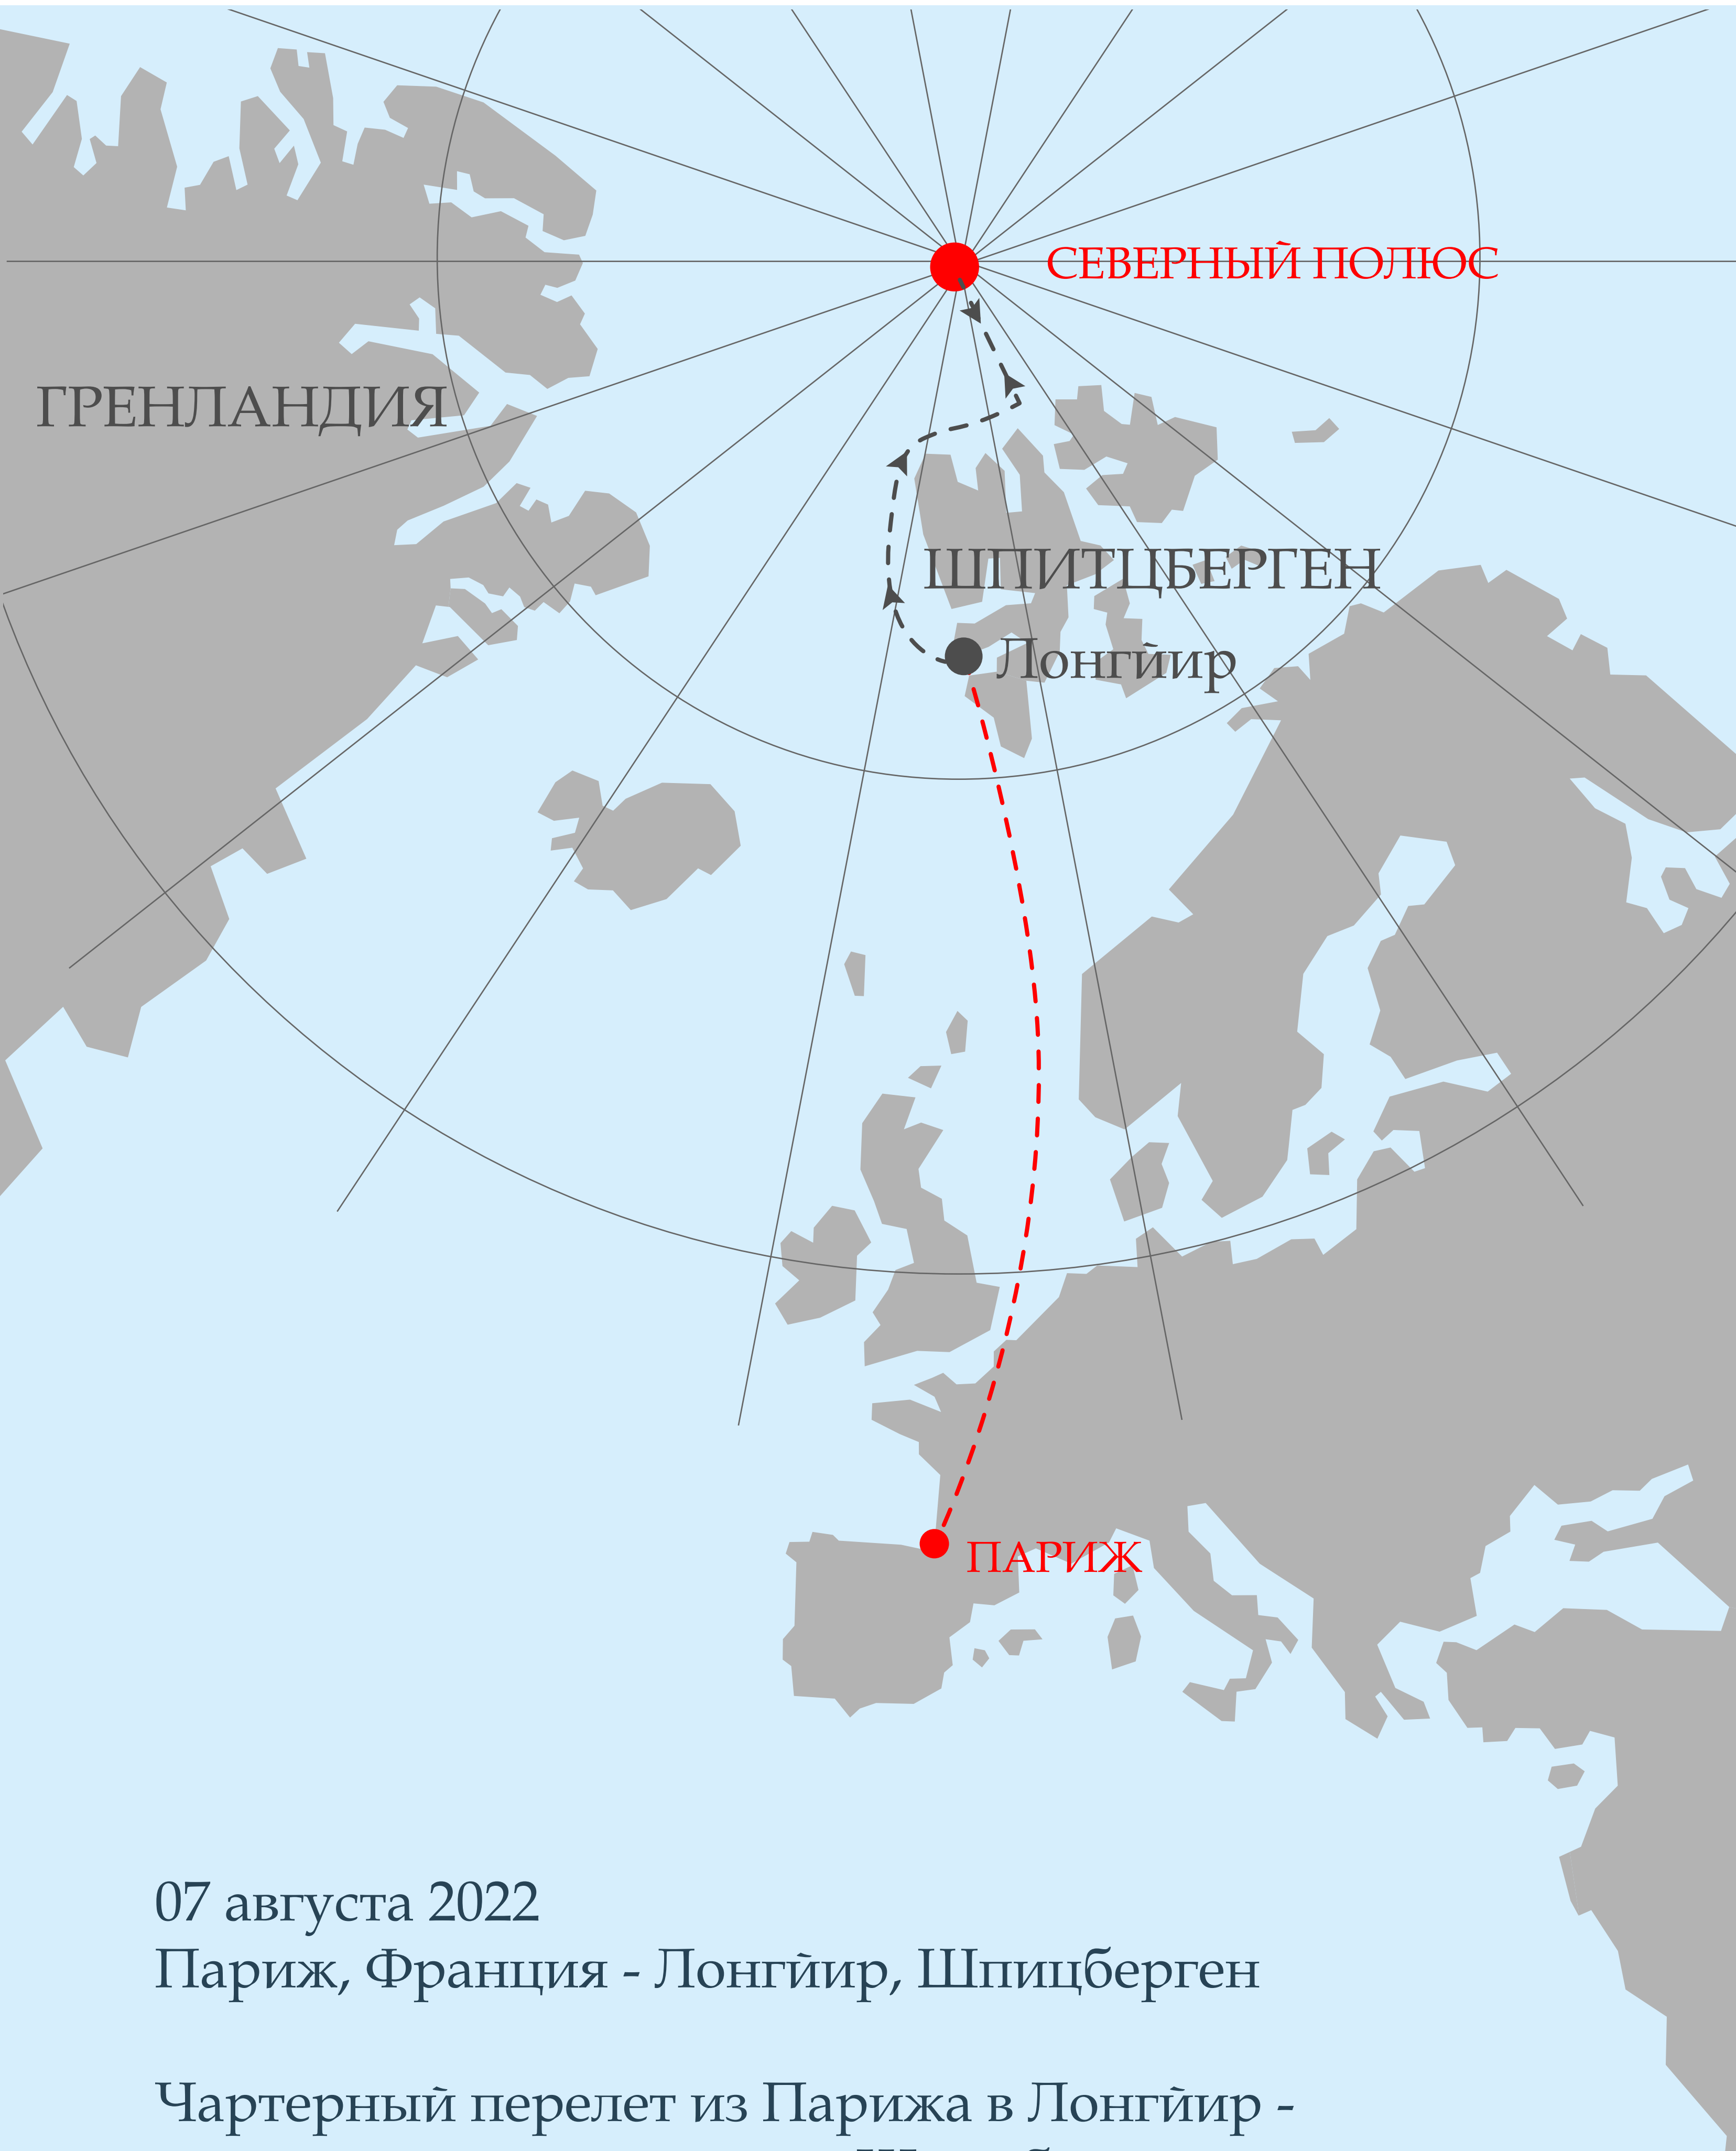 СЕВЕРНЫЙ ПОЛЮС
ГРЕНЛАНДИЯ
ШПИТЦБЕРГЕН
Лонгйир
ПАРИЖ
07 августа 2022
Париж, Франция - Лонгйир, Шпицберген
Чартерный перелет из Парижа в Лонгйир -